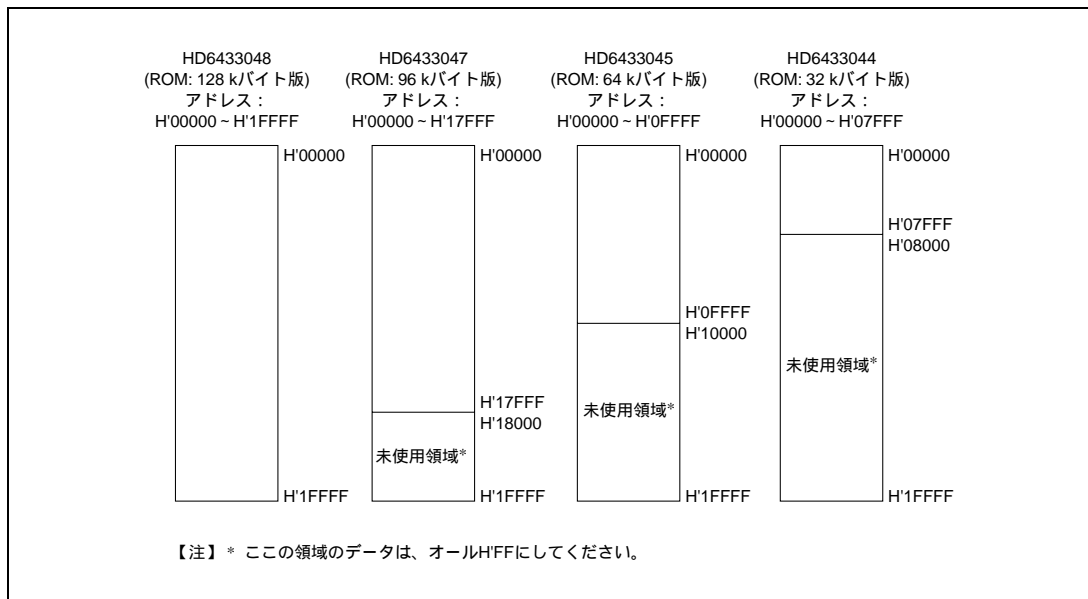 HD6433048
(ROM: 128 kバイト版)
アドレス：
H'00000 ~ H'1FFFF
HD6433047
(ROM: 96 kバイト版)
アドレス：
H'00000 ~ H'17FFF
HD6433045
(ROM: 64 kバイト版)
アドレス：
H'00000 ~ H'0FFFF
HD6433044
(ROM: 32 kバイト版)
アドレス：
H'00000 ~ H'07FFF
H'00000
H'1FFFF
H'00000
H'17FFF
H'18000
未使用領域*
H'1FFFF
H'00000
H'0FFFF
H'10000
未使用領域*
H'1FFFF
H'00000
H'07FFF
H'08000
未使用領域*
H'1FFFF
【注】* ここの領域のデータは、オールH'FFにしてください。